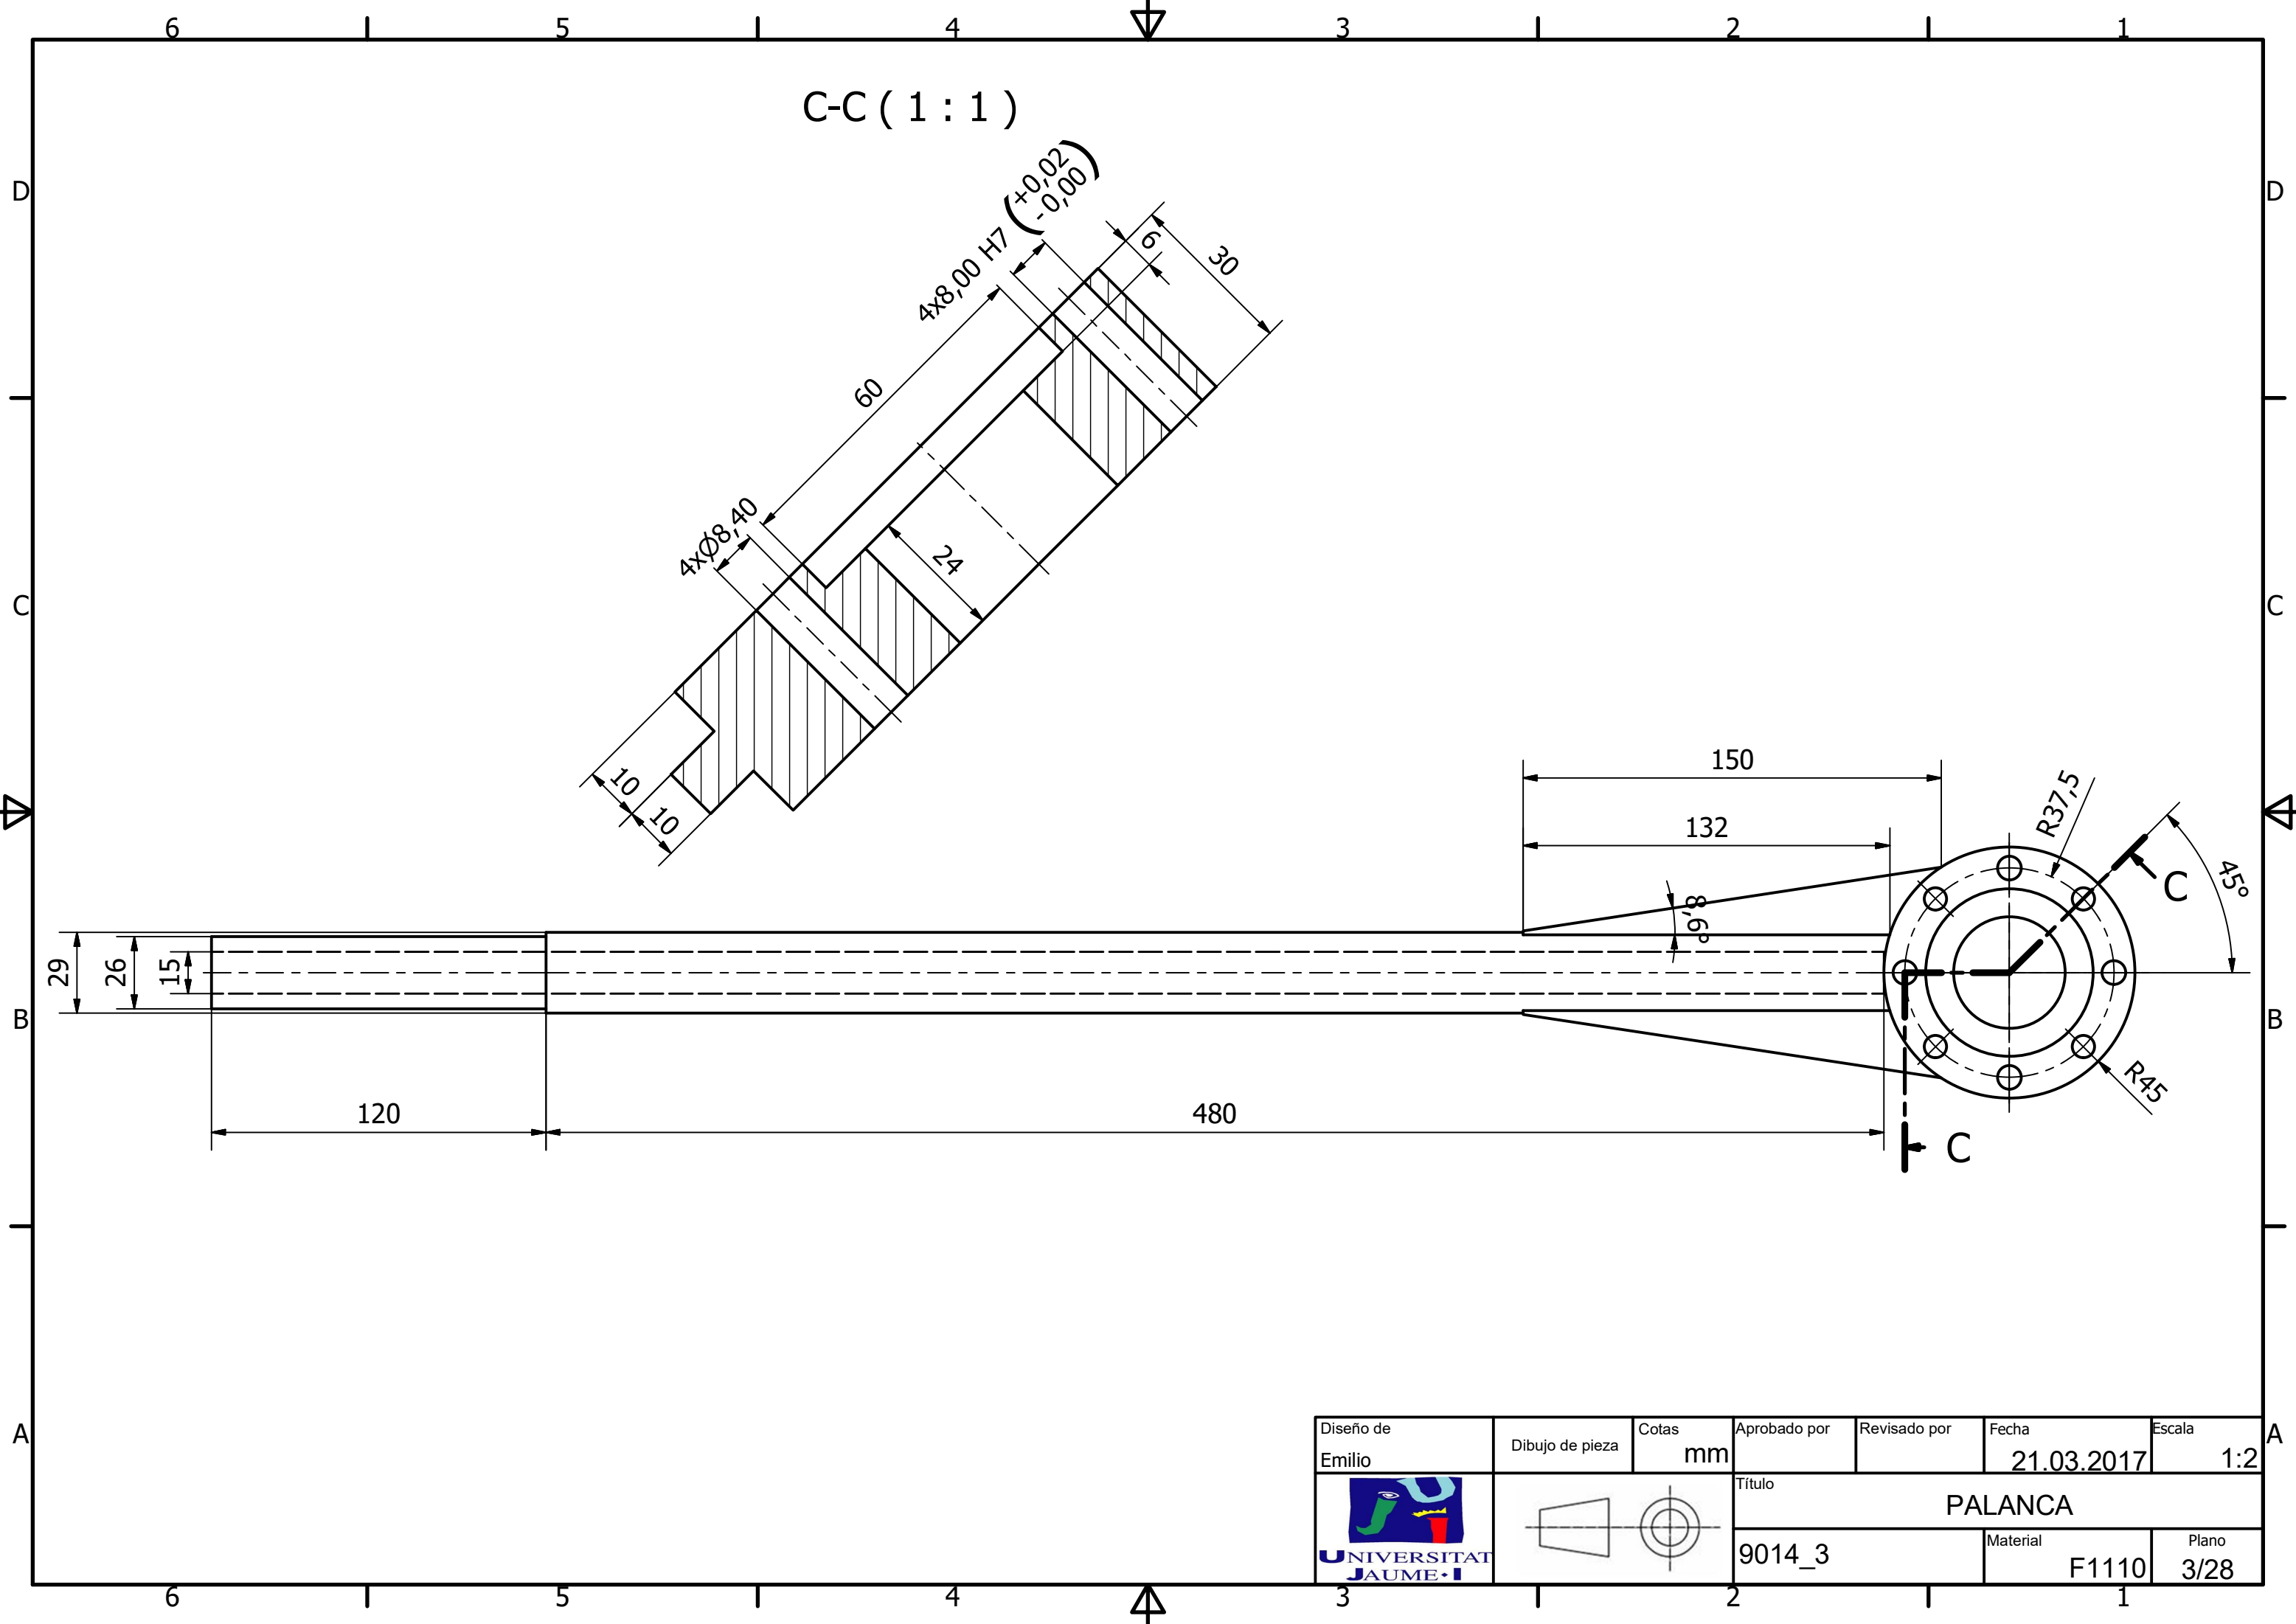 6 5 4 3 2 1
C-C ( 1 : 1 )
D D
4x8,00 H7 (+0,02
-0,00)
6
30
60
4xØ8,40
24
C C
10
10
150
132
R37,5
45°
C
8,6°
29
26
15
B B
R45
120
480
C
A A
Diseño de
Emilio
Dibujo de pieza
Cotas
mm
Aprobado por
Revisado por
Fecha
21.03.2017
Escala
1:2
UNIVERSITAT
JAUME·I
Título
PALANCA
9014_3
Material
F1110
Plano
3/28
6 5 4 3 2 1